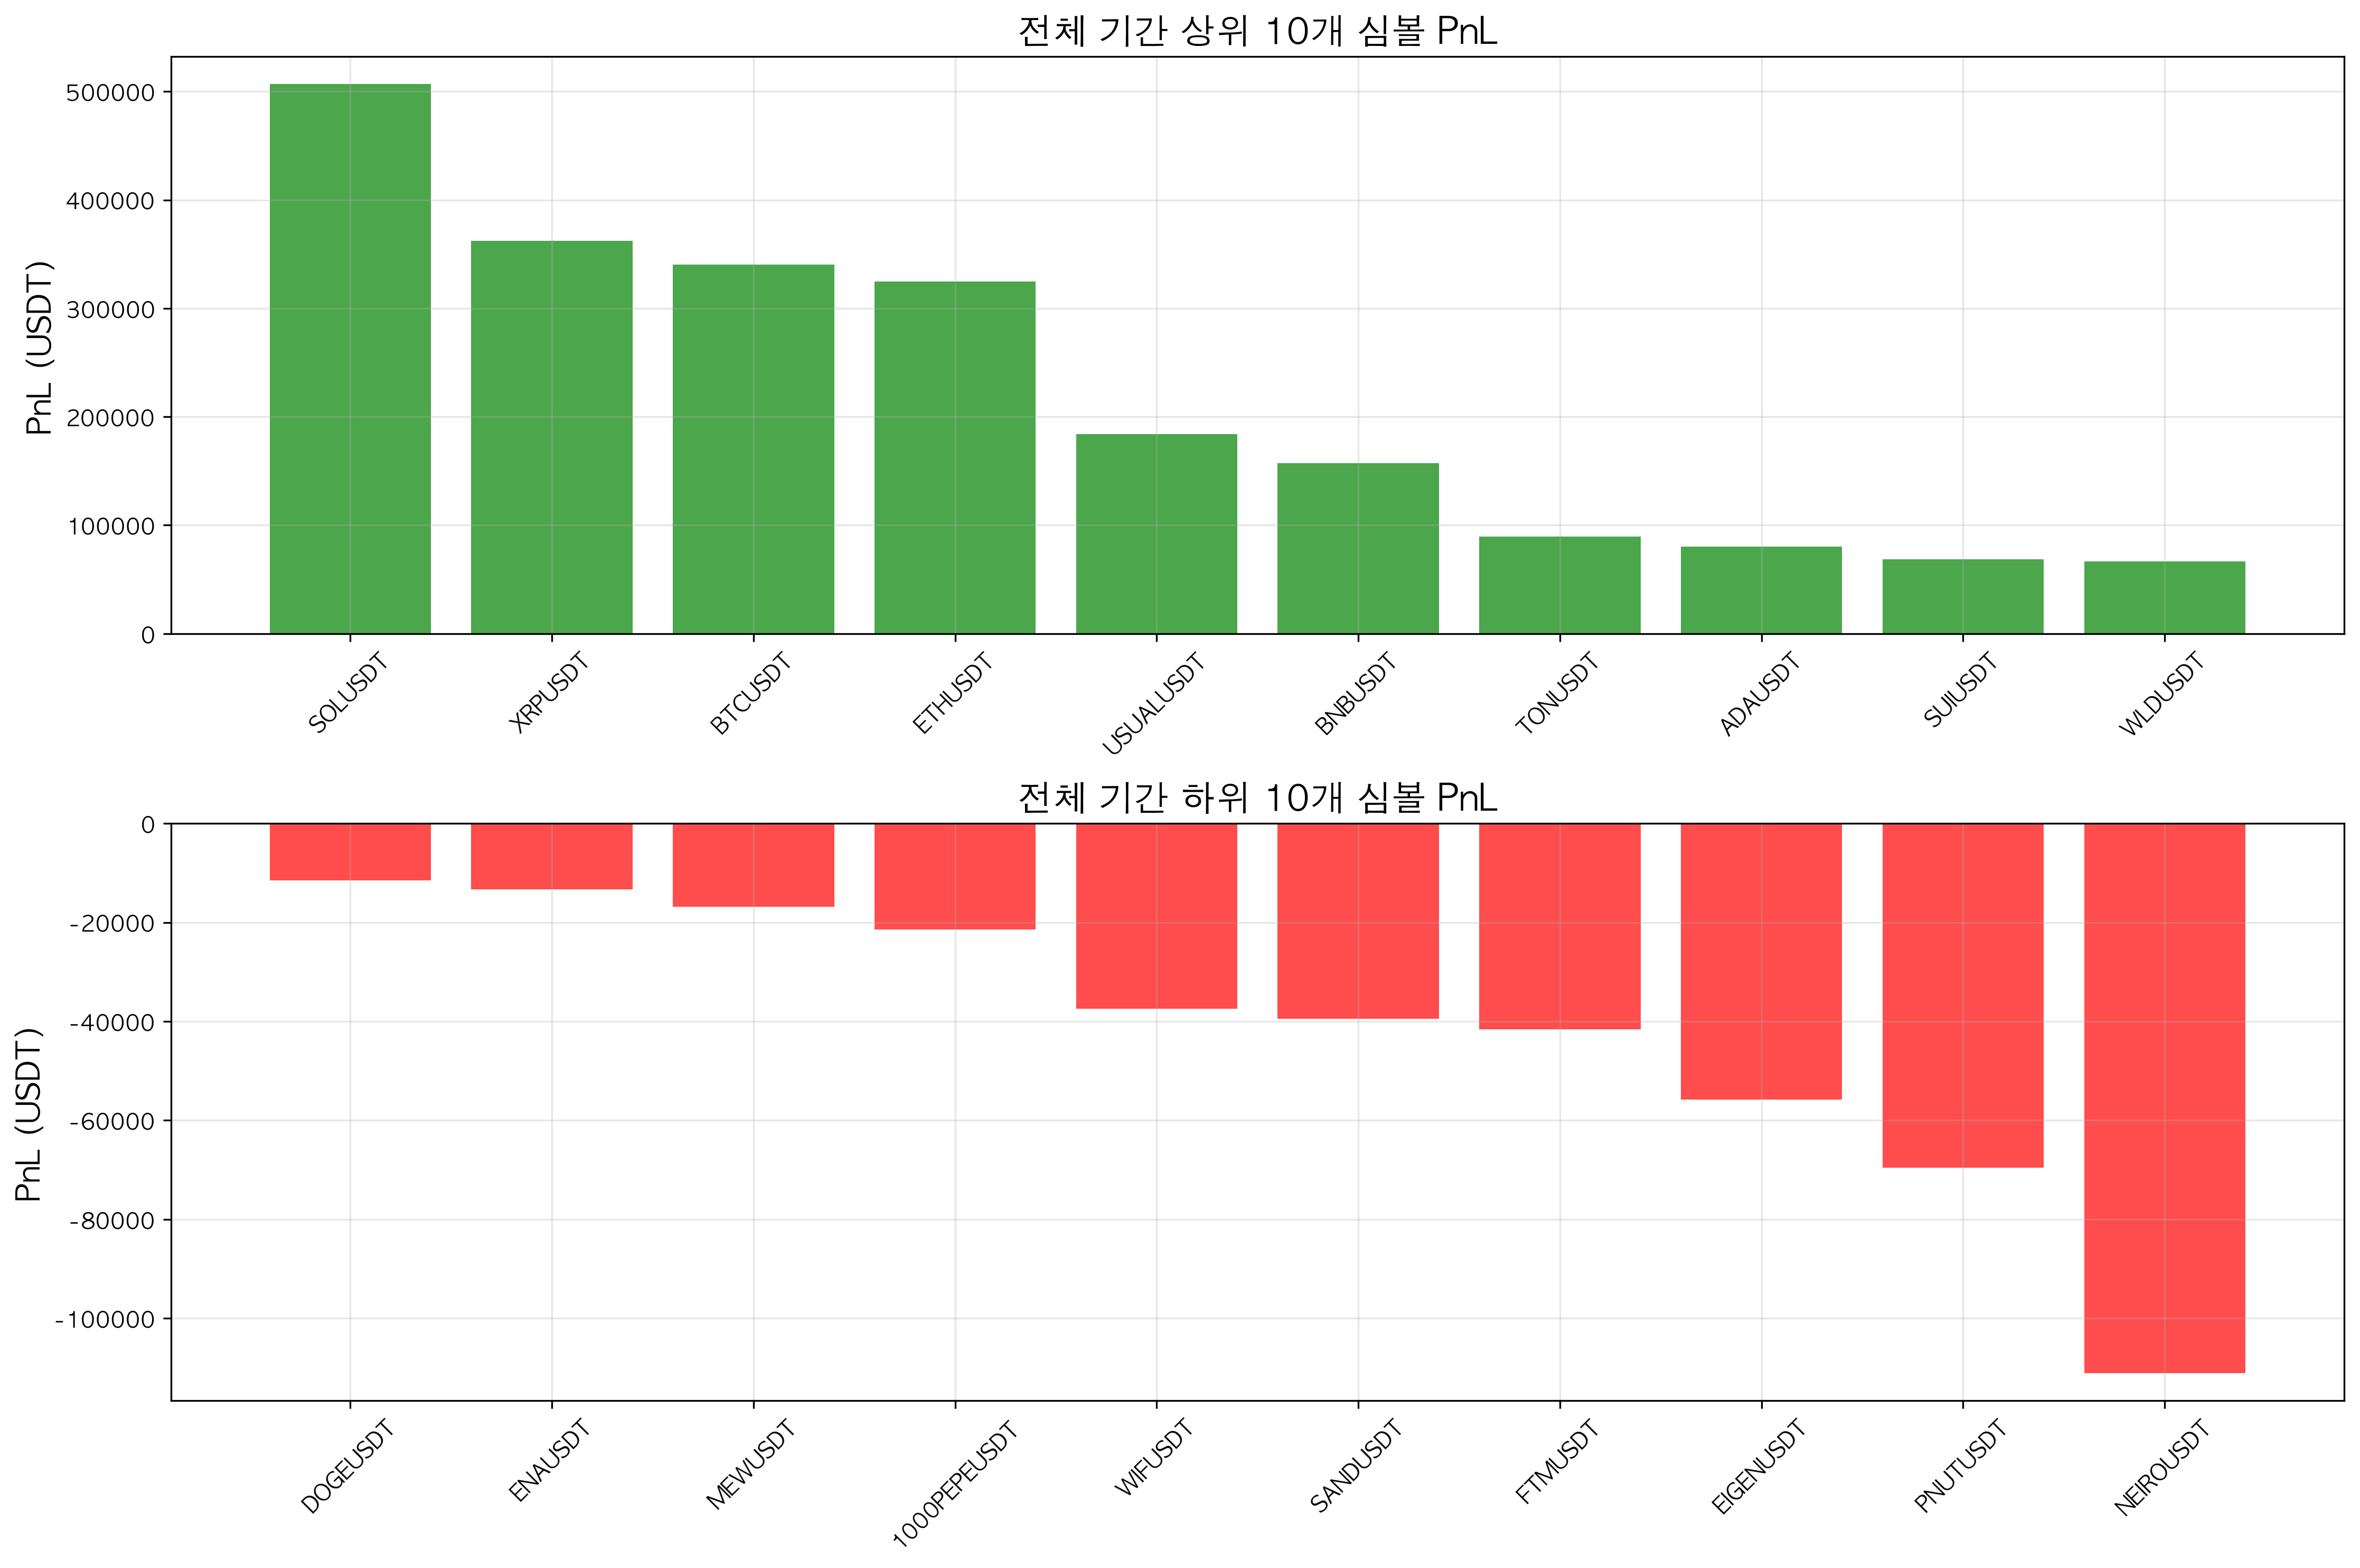 전체 기간 상위 10개 심볼 PnL
PnL (USDT)
500000
400000
300000
200000
100000
0
SOLUSDT
XRPUSDT
BTCUSDT
ETHUSDT
USUALUSDT
BNBUSDT
TONUSDT
ADAUSDT
SUIUSDT
WLDUSDT
전체 기간 하위 10개 심볼 PnL
PnL (USDT)
0
-20000
-40000
-60000
-80000
-100000
DOGEUSDT
ENAUSDT
MEWUSDT
1000PEPEUSDT
WIFUSDT
SANDUSDT
FTMUSDT
EIGENUSDT
PNUTUSDT
NEIROUSDT